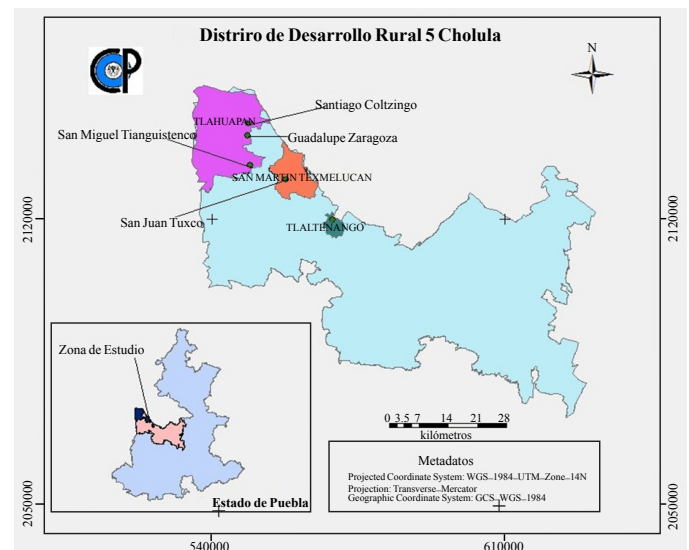 Distriro de Desarrollo Rural 5 Cholula
CP
N
Santiago Coltzingo
TLAHUAPAN
San Miguel Tianguistenco
Guadalupe Zaragoza
SAN MARTIN TEXMELUCAN
San Juan Tuxco
TLALTENANGO
2120000
2120000
Zona de Estudio
Estado de Puebla
0 3.5 7 14 21 28
kilómetros
Metadatos
Projected Coordinate System: WGS_1984_UTM_Zone_14N
Projection: Transverse_Mercator
Geographic Coordinate System: GCS_WGS_1984
2050000
2050000
540000
610000